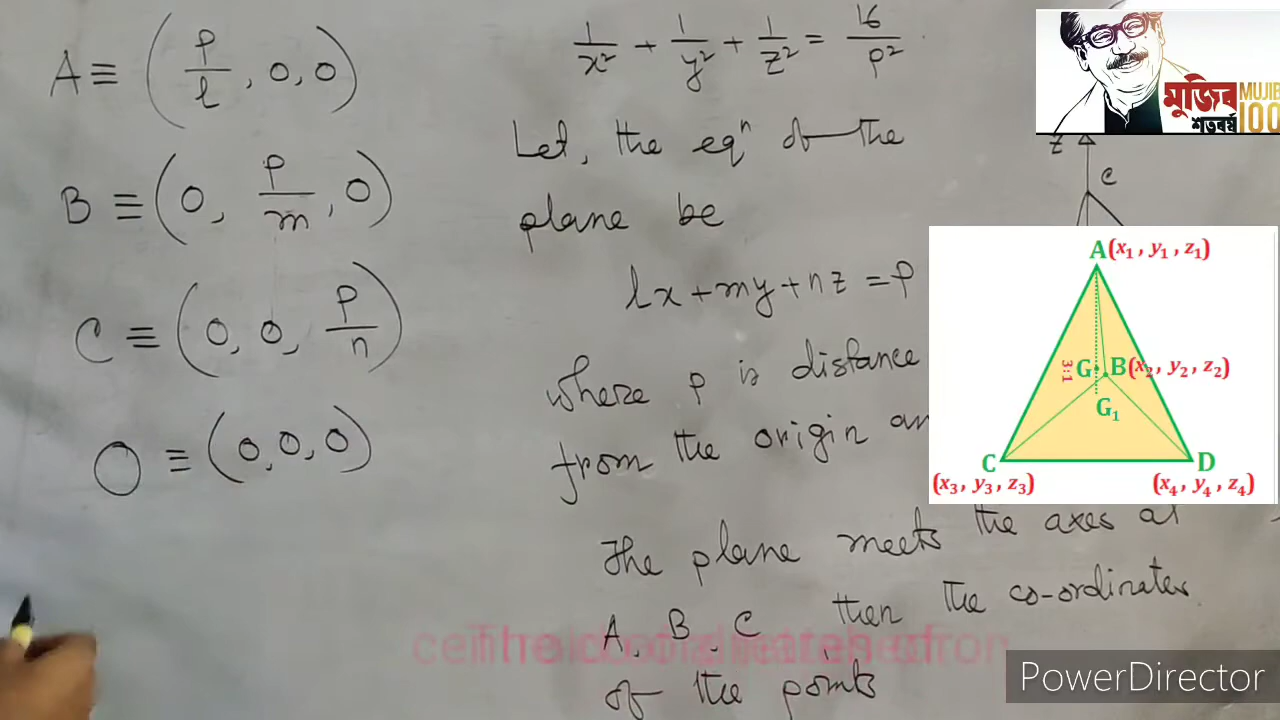 A ≡ (p/l, 0, 0)
B ≡ (0, p/m, 0)
C ≡ (0, 0, p/n)
O ≡ (0, 0, 0)
1/x² + 1/y² + 1/z² = 16/p²
Let, the eqⁿ of the
plane be
lx + my + nz = p
where p is distance
from the origin an
The plane meets the axes at
A, B, C then the co-ordinates
of the points
Z
C
মুজিব
শতবর্ষ
MUJIB
100
A(x₁, y₁, z₁)
3:1
G
B(x₂, y₂, z₂)
G₁
C
D
(x₃, y₃, z₃)
(x₄, y₄, z₄)
PowerDirector